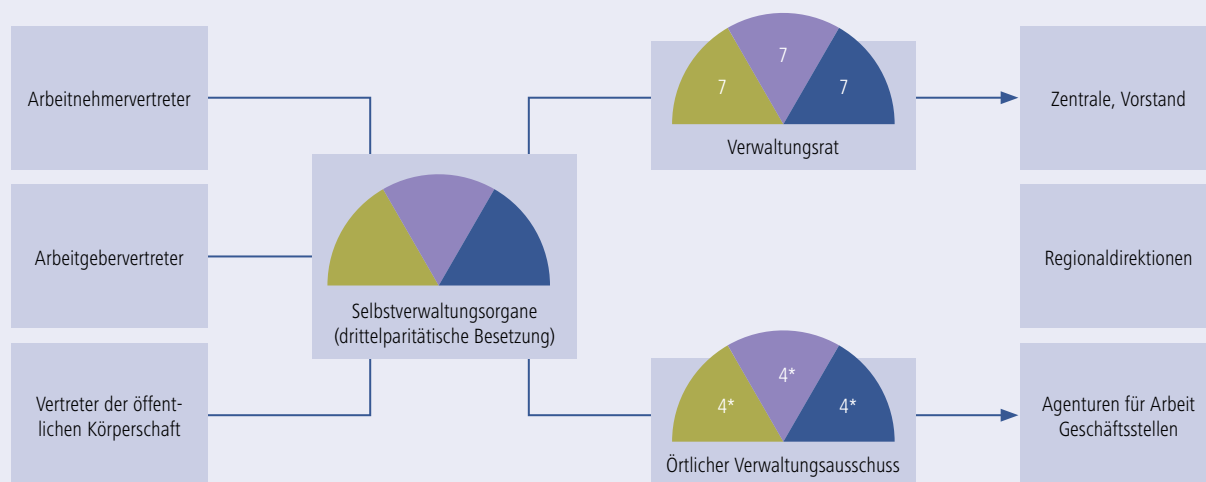 Arbeitnehmervertreter
Arbeitgebervertreter
Vertreter der öffent-
lichen Körperschaft
Selbstverwaltungsorgane
(drittelparitätische Besetzung)
7
7
7
Verwaltungsrat
4*
4*
4*
Örtlicher Verwaltungsausschuss
Zentrale, Vorstand
Regionaldirektionen
Agenturen für Arbeit
Geschäftsstellen